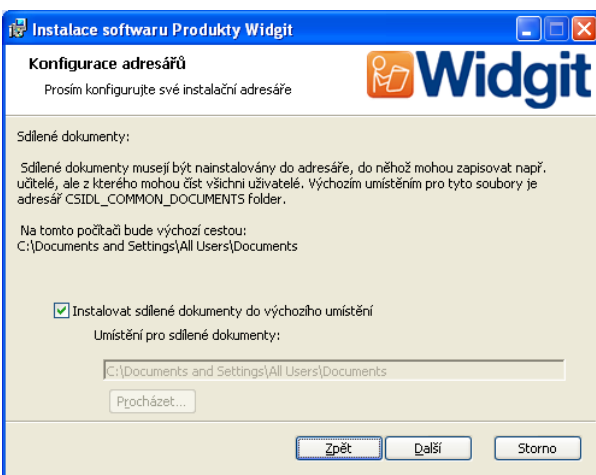 Instalace softwaru Produkty Widgit
Konfigurace adresářů
Prosím konfigurujte své instalační adresáře
Widgit
Sdílené dokumenty:
Sdílené dokumenty musejí být nainstalovány do adresáře, do něhož mohou zapisovat např.
učitelé, ale z kterého mohou číst všichni uživatelé. Výchozím umístěním pro tyto soubory je
adresář CSIDL_COMMON_DOCUMENTS folder.
Na tomto počítači bude výchozí cestou:
C:\Documents and Settings\All Users\Documents
Instalovat sdílené dokumenty do výchozího umístění
Umístění pro sdílené dokumenty:
C:\Documents and Settings\All Users\Documents
Procházet...
Zpět Další Storno